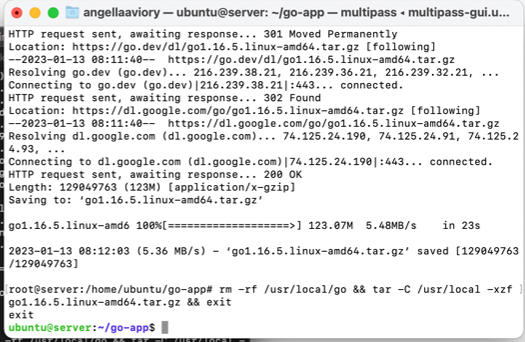 angellaaviory — ubuntu@server: ~/go-app — multipass ◂ multipass-gui.u...
HTTP request sent, awaiting response... 301 Moved Permanently
Location: https://go.dev/dl/go1.16.5.linux-amd64.tar.gz [following]
--2023-01-13 08:11:40--  https://go.dev/dl/go1.16.5.linux-amd64.tar.gz
Resolving go.dev (go.dev)... 216.239.38.21, 216.239.36.21, 216.239.32.21, ...
Connecting to go.dev (go.dev)|216.239.38.21|:443... connected.
HTTP request sent, awaiting response... 302 Found
Location: https://dl.google.com/go/go1.16.5.linux-amd64.tar.gz [following]
--2023-01-13 08:11:40--  https://dl.google.com/go/go1.16.5.linux-amd64.tar.gz
Resolving dl.google.com (dl.google.com)... 74.125.24.190, 74.125.24.91, 74.125.2
4.93, ...
Connecting to dl.google.com (dl.google.com)|74.125.24.190|:443... connected.
HTTP request sent, awaiting response... 200 OK
Length: 129049763 (123M) [application/x-gzip]
Saving to: ‘go1.16.5.linux-amd64.tar.gz’
go1.16.5.linux-amd6 100%[===================>] 123.07M  5.48MB/s    in 23s
2023-01-13 08:12:03 (5.36 MB/s) - ‘go1.16.5.linux-amd64.tar.gz’ saved [129049763
/129049763]
[root@server:/home/ubuntu/go-app# rm -rf /usr/local/go && tar -C /usr/local -xzf ]
go1.16.5.linux-amd64.tar.gz && exit
exit
ubuntu@server:~/go-app$